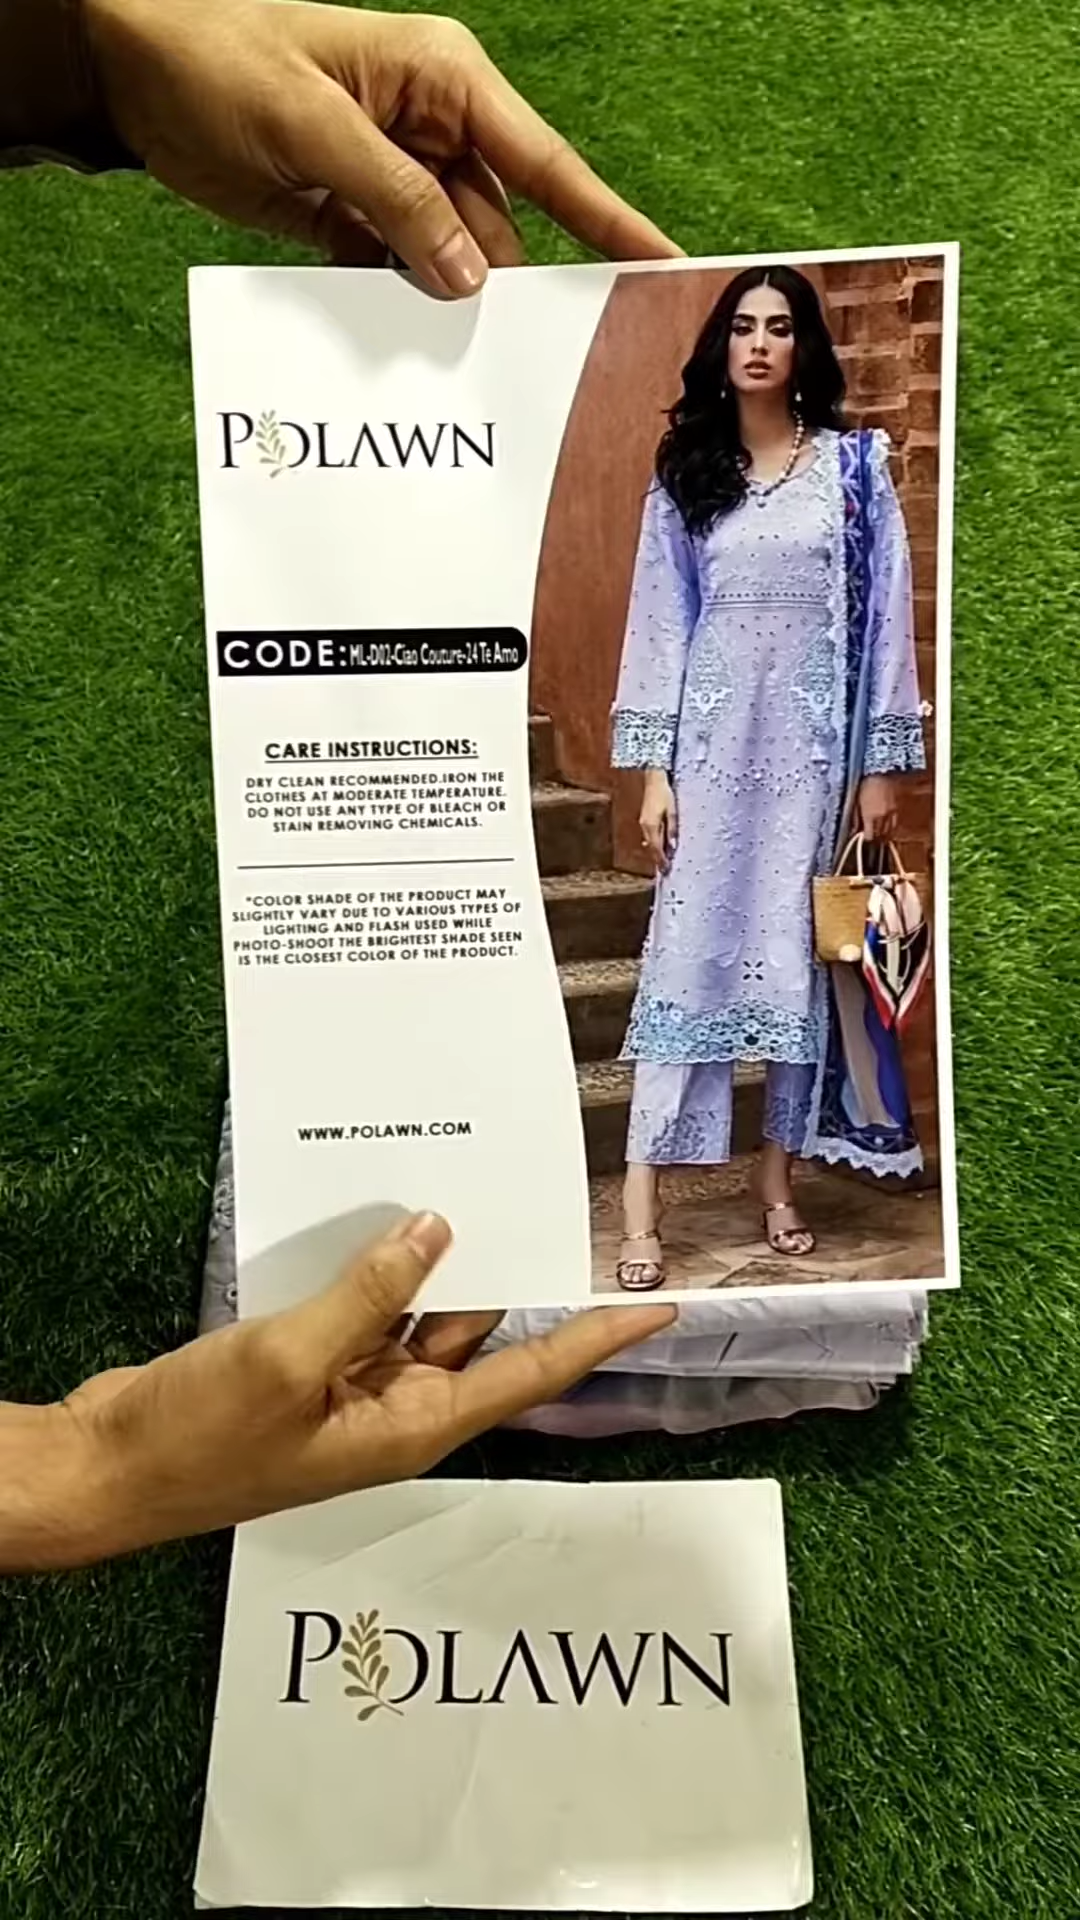 POLAWN
CODE: ML-D02-Ciao Couture-24 Te Amo
CARE INSTRUCTIONS:
DRY CLEAN RECOMMENDED.IRON THE
CLOTHES AT MODERATE TEMPERATURE.
DO NOT USE ANY TYPE OF BLEACH OR
STAIN REMOVING CHEMICALS.
*COLOR SHADE OF THE PRODUCT MAY
SLIGHTLY VARY DUE TO VARIOUS TYPES OF
LIGHTING AND FLASH USED WHILE
PHOTO-SHOOT THE BRIGHTEST SHADE SEEN
IS THE CLOSEST COLOR OF THE PRODUCT.
WWW.POLAWN.COM
POLAWN